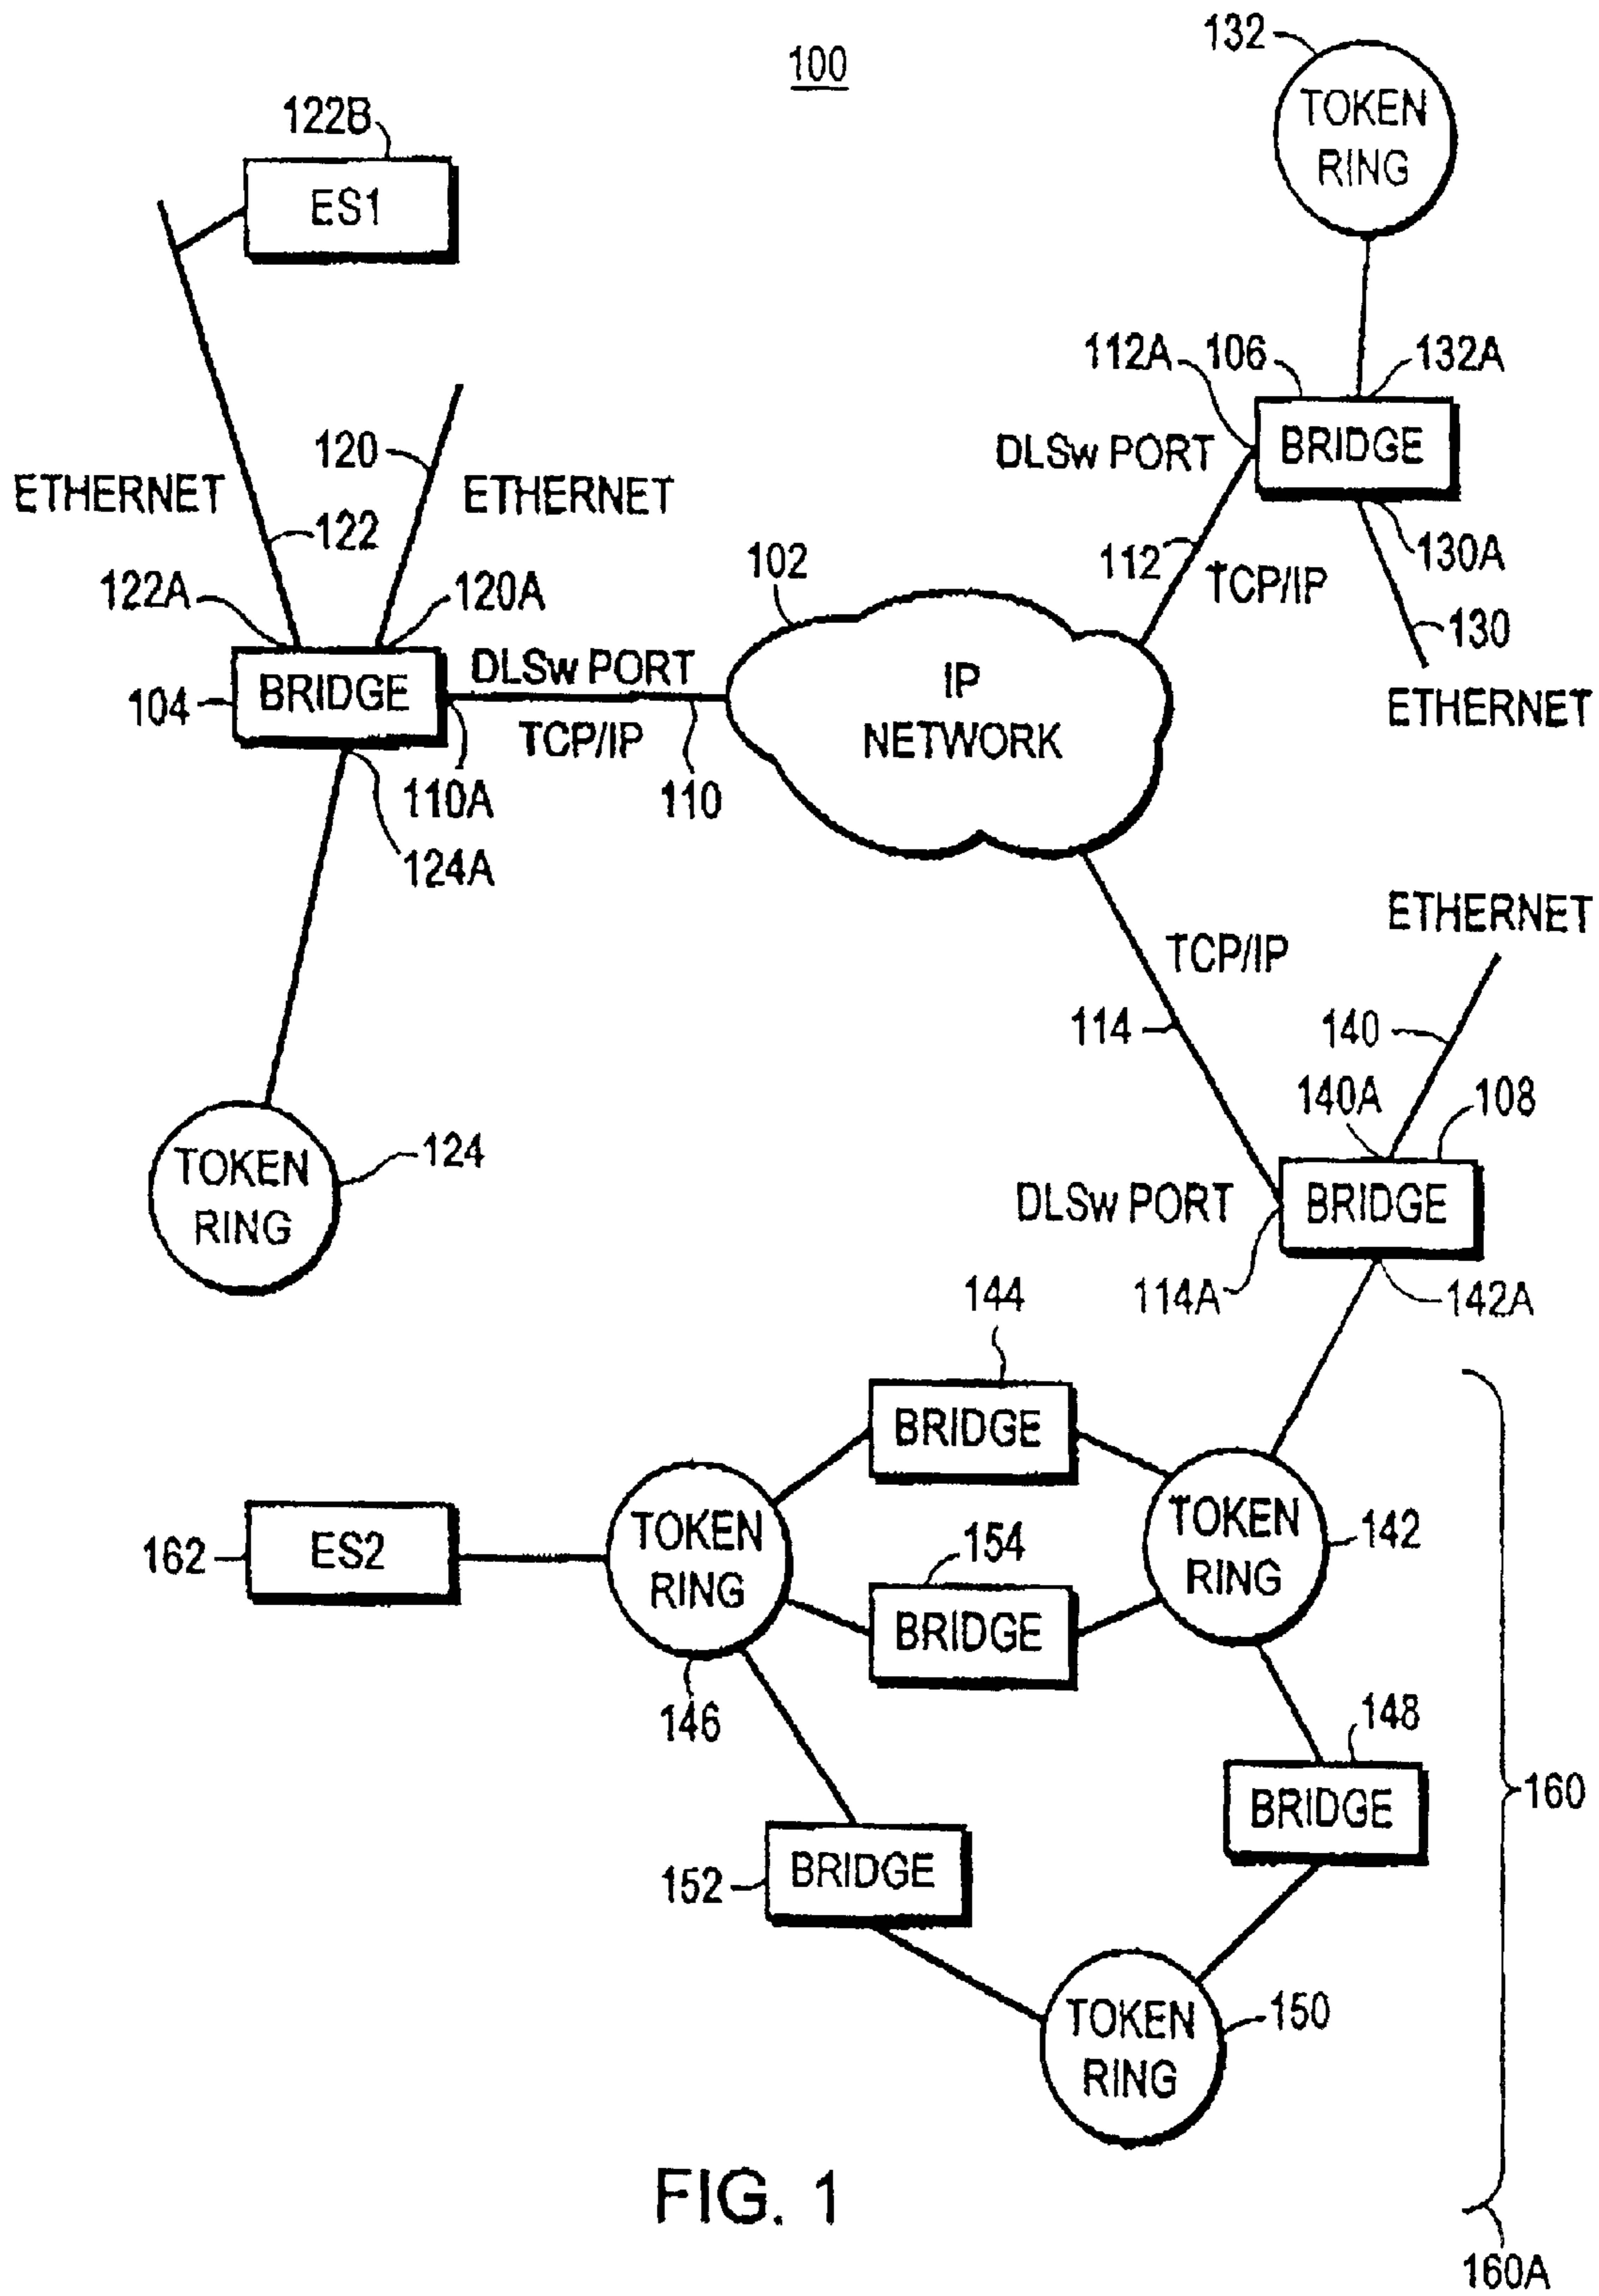 132
100
TOKEN
RING
122B
ES1
112A
106
132A
BRIDGE
DLSw PORT
120
ETHERNET
ETHERNET
122
130A
112
TCP/IP
102
122A
120A
130
DLSw PORT
IP
NETWORK
BRIDGE
104
ETHERNET
TCP/IP
110A
110
124A
ETHERNET
TCP/IP
114
140
140A
108
TOKEN
RING
124
DLSw PORT
BRIDGE
114A
142A
144
BRIDGE
TOKEN
RING
142
162
ES2
TOKEN
RING
154
BRIDGE
146
148
BRIDGE
160
152
BRIDGE
TOKEN
RING
150
FIG. 1
160A